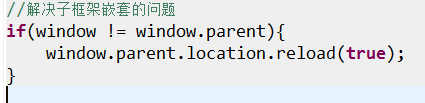 //解决子框架嵌套的问题
if(window != window.parent){
    window.parent.location.reload(true);
}